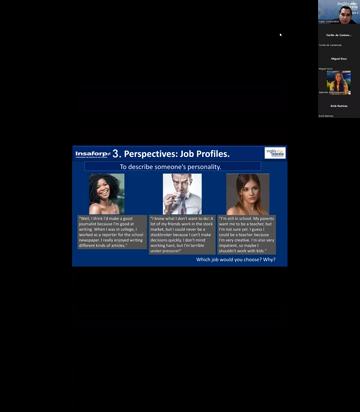 Insaforp
3. Perspectives: Job Profiles.
To describe someone's personality.
"Well, I think I'd make a good
journalist because I'm good at
writing. When I was in college, I
worked as a reporter for the school
newspaper. I really enjoyed writing
different kinds of articles."
"I know what I don't want to do! A
lot of my friends work in the stock
market, but I could never be a
stockbroker because I can't make
decisions quickly. I don't mind
working hard, but I'm terrible
under pressure!"
"I'm still in school. My parents
want me to be a teacher, but
I'm not sure yet. I guess I
could be a teacher because
I'm very creative. I'm also very
impatient, so maybe I
shouldn't work with kids."
Which job would you choose? Why?